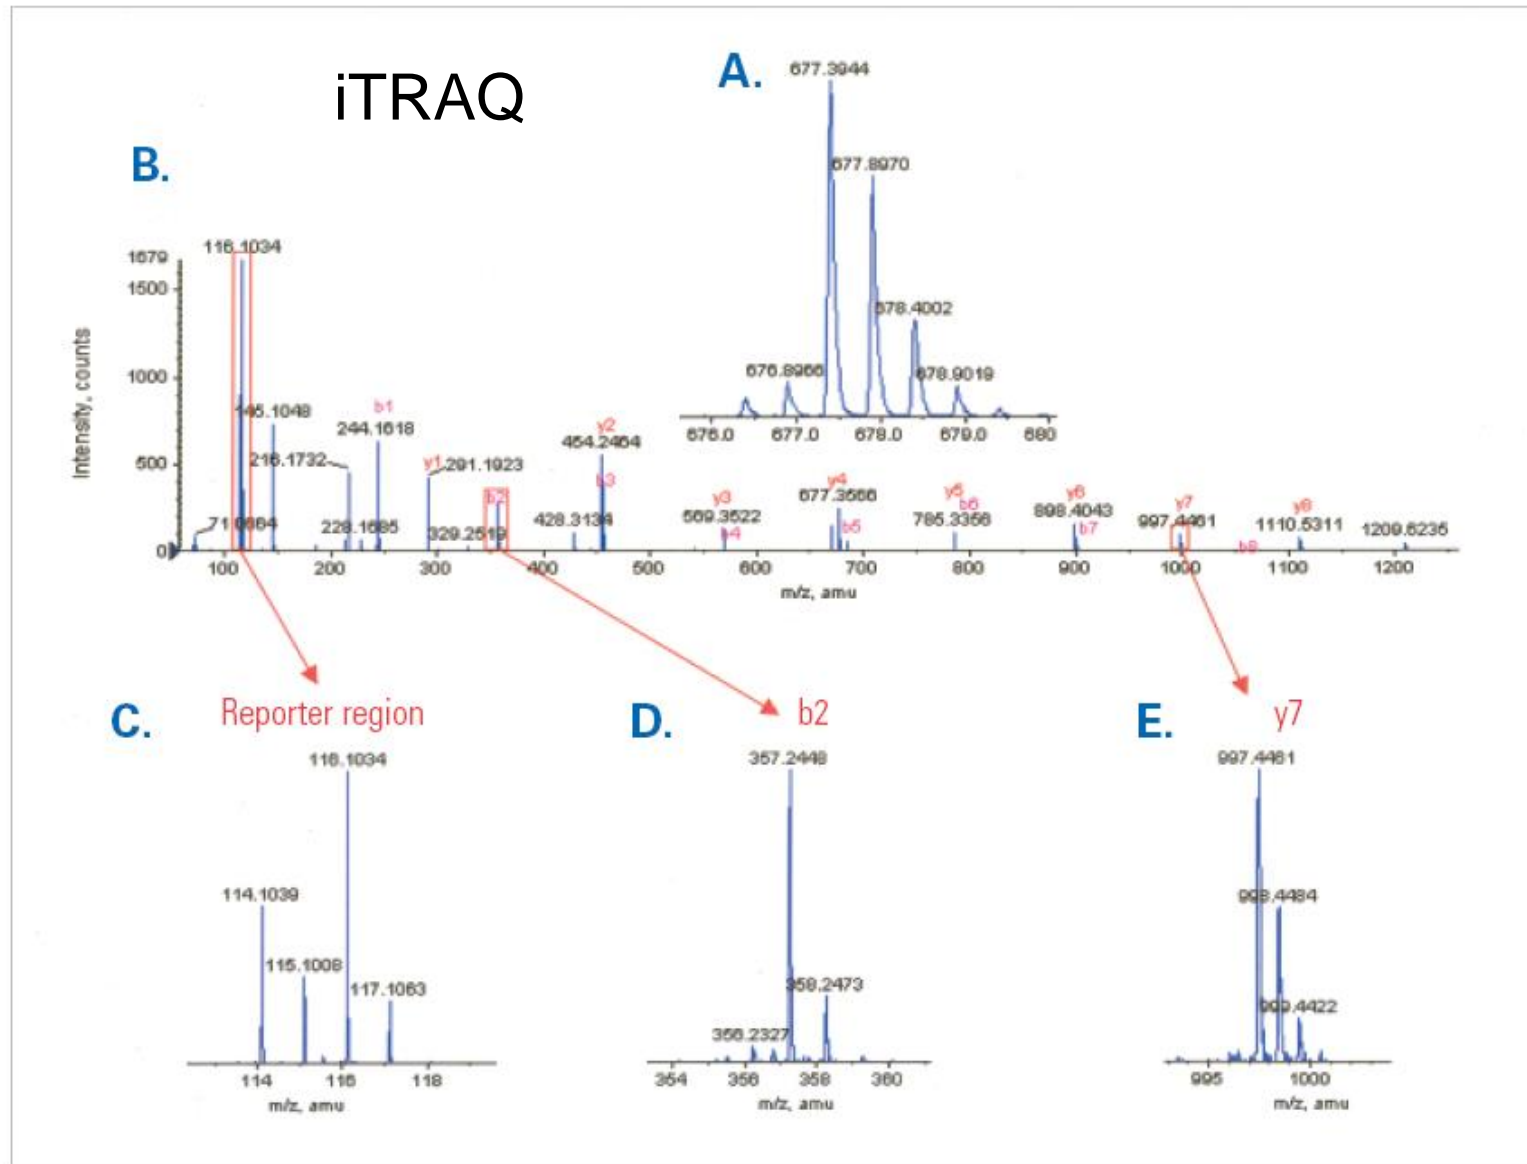 iTRAQ
A.
677.3944
677.8970
678.4002
676.8966
678.9019
676.0 677.0 678.0 679.0 680
B.
Intensity, counts
1679
1500
1000
500
0
116.1034
145.1048
b1
244.1618
216.1732
y1 291.1923
71.0684
228.1685
329.2519
b2
428.3134
y2
454.2464
b3
y3
569.3522
b4
y4
677.3566
b5
y5
b6
785.3356
y6
898.4043
b7
y7
997.4461
b8
y8
1110.5311
1209.6235
100 200 300 400 500 600 700 800 900 1000 1100 1200
m/z, amu
C. Reporter region
116.1034
114.1039
115.1008
117.1063
114 116 118
m/z, amu
D. b2
357.2448
358.2473
356.2327
354 356 358 360
m/z, amu
E. y7
997.4461
998.4484
999.4422
995 1000
m/z, amu